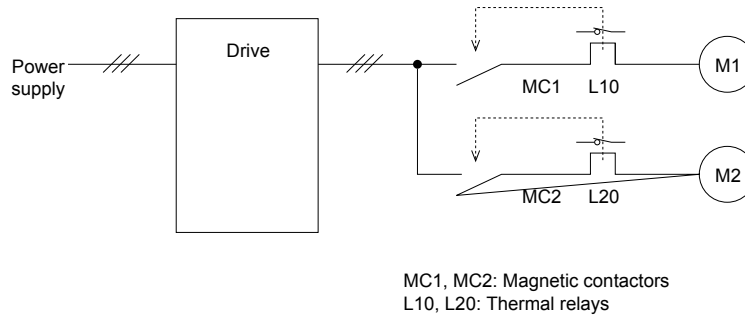 Drive
Power
supply
M1
MC1
L10
M2
MC2
L20
MC1, MC2: Magnetic contactors
L10, L20: Thermal relays